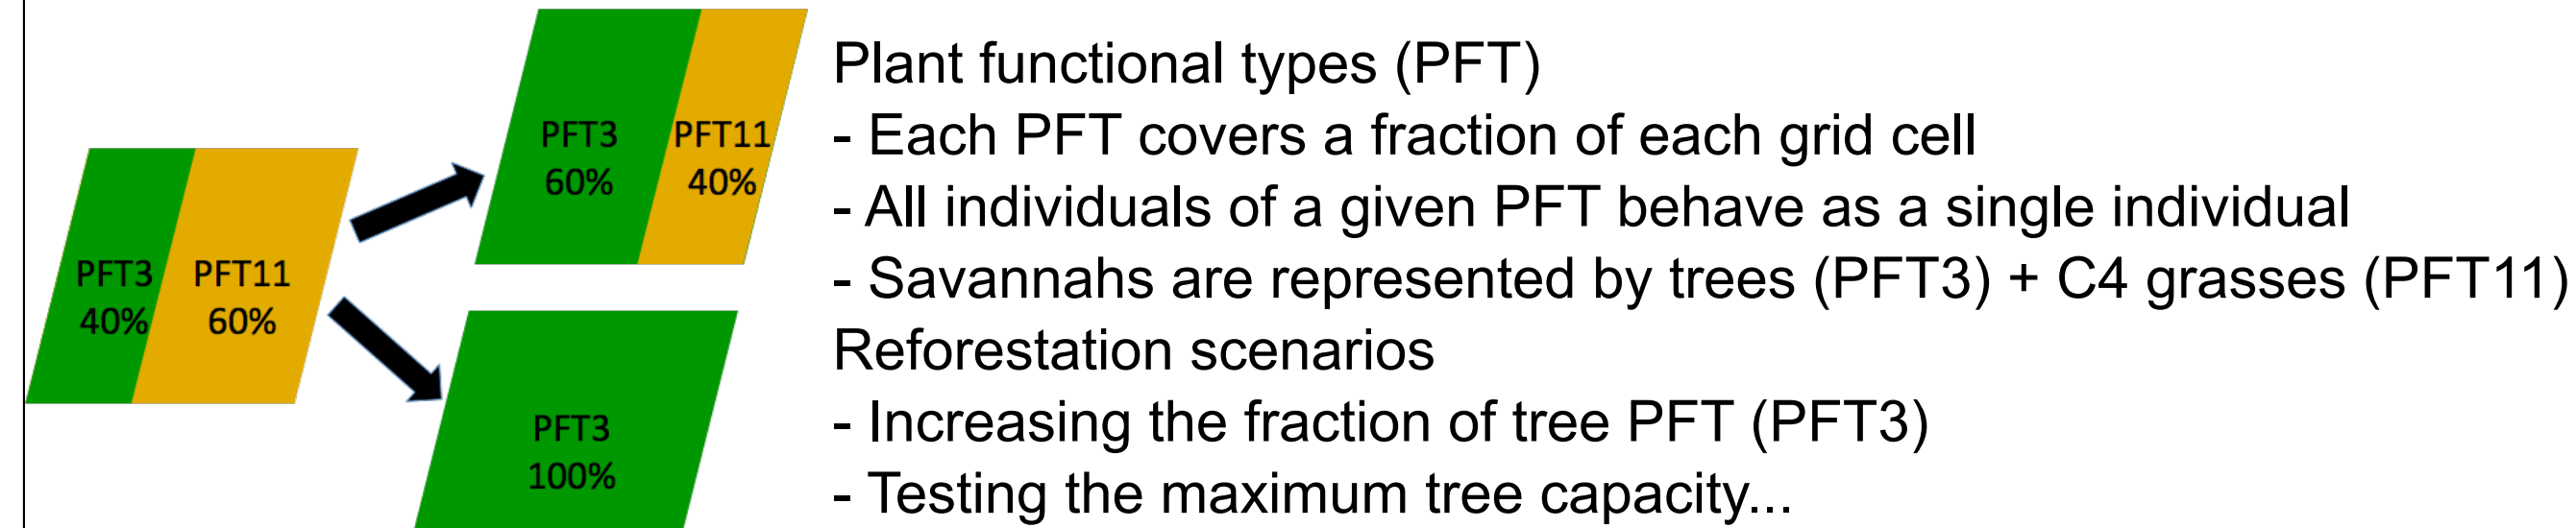 PFT3
40%
PFT11
60%
PFT3
60%
PFT11
40%
PFT3
100%
Plant functional types (PFT)
- Each PFT covers a fraction of each grid cell
- All individuals of a given PFT behave as a single individual
- Savannahs are represented by trees (PFT3) + C4 grasses (PFT11)
Reforestation scenarios
- Increasing the fraction of tree PFT (PFT3)
- Testing the maximum tree capacity...